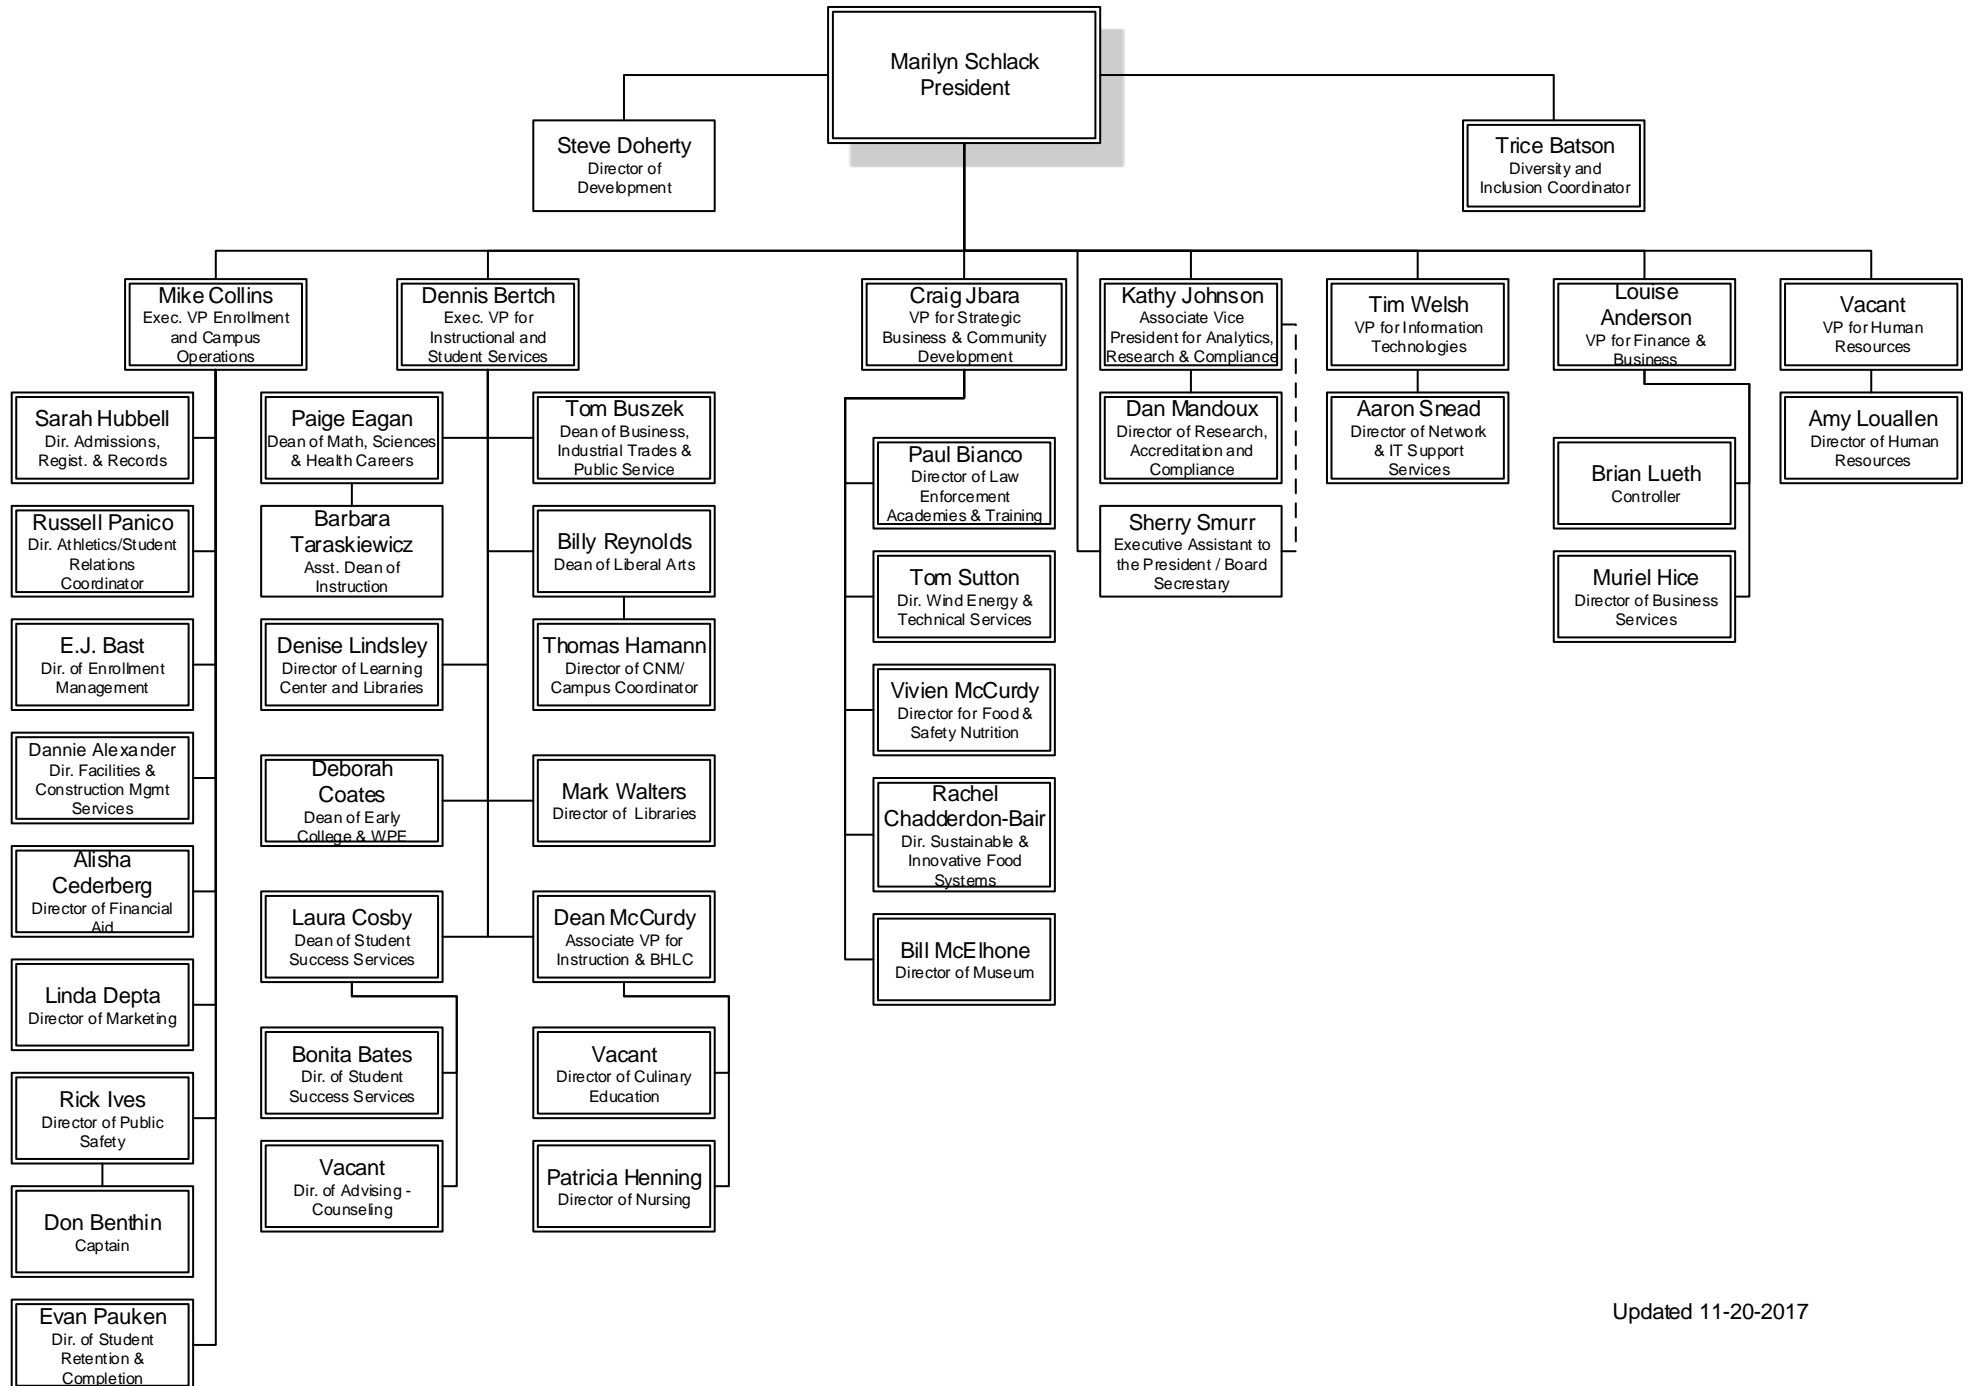 Marilyn Schlack
President
Steve Doherty
Director of
Development
Trice Batson
Diversity and
Inclusion Coordinator
Mike Collins
Exec. VP Enrollment
and Campus
Operations
Dennis Bertch
Exec. VP for
Instructional and
Student Services
Craig Jbara
VP for Strategic
Business & Community
Development
Kathy Johnson
Associate Vice
President for Analytics,
Research & Compliance
Tim Welsh
VP for Information
Technologies
Louise
Anderson
VP for Finance &
Business
Vacant
VP for Human
Resources
Sarah Hubbell
Dir. Admissions,
Regist. & Records
Russell Panico
Dir. Athletics/Student
Relations
Coordinator
E.J. Bast
Dir. of Enrollment
Management
Dannie Alexander
Dir. Facilities &
Construction Mgmt
Services
Alisha
Cederberg
Director of Financial
Aid
Linda Depta
Director of Marketing
Rick Ives
Director of Public
Safety
Don Benthin
Captain
Evan Pauken
Dir. of Student
Retention &
Completion
Paige Eagan
Dean of Math, Sciences
& Health Careers
Barbara
Taraskiewicz
Asst. Dean of
Instruction
Denise Lindsley
Director of Learning
Center and Libraries
Deborah
Coates
Dean of Early
College & WPE
Laura Cosby
Dean of Student
Success Services
Bonita Bates
Dir. of Student
Success Services
Vacant
Dir. of Advising -
Counseling
Tom Buszek
Dean of Business,
Industrial Trades &
Public Service
Billy Reynolds
Dean of Liberal Arts
Thomas Hamann
Director of CNM/
Campus Coordinator
Mark Walters
Director of Libraries
Dean McCurdy
Associate VP for
Instruction & BHLC
Vacant
Director of Culinary
Education
Patricia Henning
Director of Nursing
Paul Bianco
Director of Law
Enforcement
Academies & Training
Tom Sutton
Dir. Wind Energy &
Technical Services
Vivien McCurdy
Director for Food &
Safety Nutrition
Rachel
Chadderdon-Bair
Dir. Sustainable &
Innovative Food
Systems
Bill McElhone
Director of Museum
Dan Mandoux
Director of Research,
Accreditation and
Compliance
Sherry Smurr
Executive Assistant to
the President / Board
Secrestary
Aaron Snead
Director of Network
& IT Support
Services
Brian Lueth
Controller
Muriel Hice
Director of Business
Services
Amy Louallen
Director of Human
Resources
Updated 11-20-2017